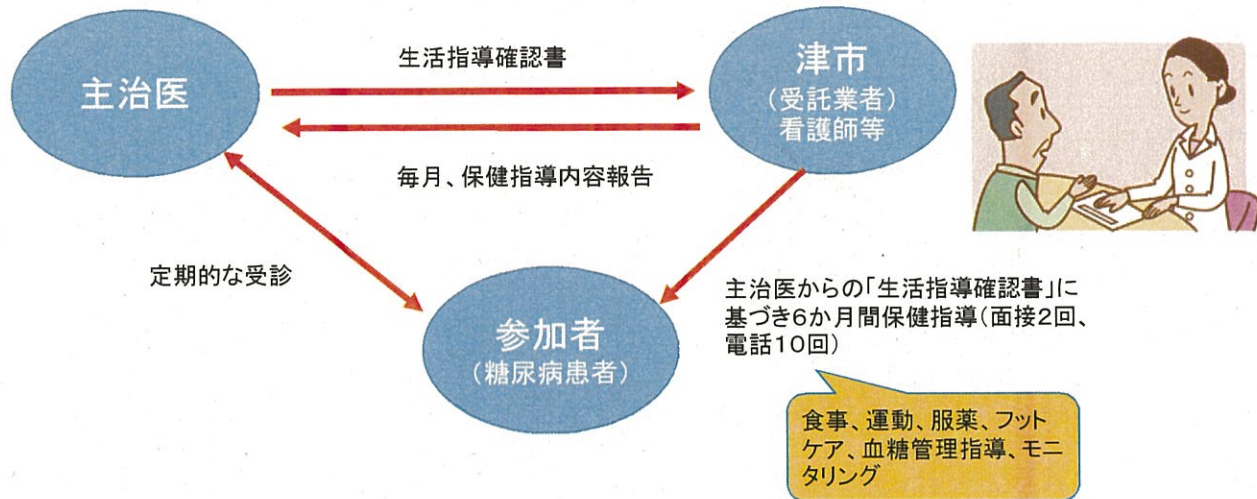 主治医
生活指導確認書
津市
（受託業者）
看護師等
毎月、保健指導内容報告
定期的な受診
参加者
（糖尿病患者）
主治医からの「生活指導確認書」に
基づき６か月間保健指導（面接２回、
電話１０回）
食事、運動、服薬、フット
ケア、血糖管理指導、モニ
タリング